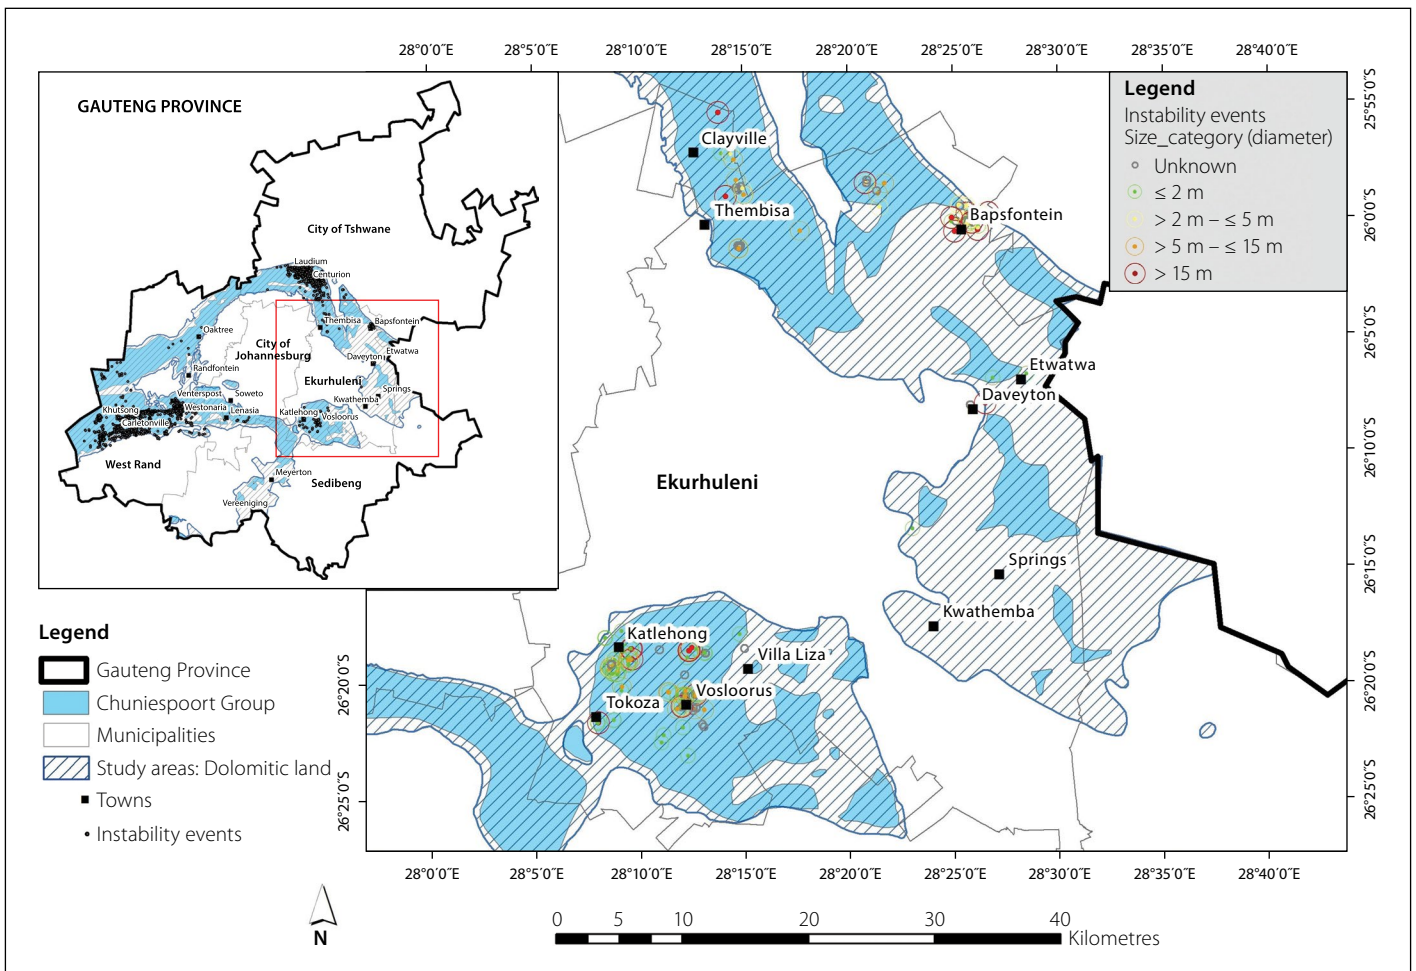 28°0′0″E 28°5′0″E 28°10′0″E 28°15′0″E 28°20′0″E 28°25′0″E 28°30′0″E 28°35′0″E 28°40′0″E
GAUTENG PROVINCE
City of Tshwane
Laudium
Centurion
Thembisa
Bapsfontein
Oaktree
City of
Johannesburg
Etwatwa
Daveyton
Randfontein
Ekurhuleni
Springs
Venterspost
Soweto
Kwathemba
Khutsong
Westonaria
Lenasia
Katlehong
Vosloorus
Carletonville
West Rand
Meyerton
Sedibeng
Vereeniging
Clayville
Thembisa
Bapsfontein
Etwatwa
Daveyton
Ekurhuleni
Springs
Kwathemba
Katlehong
Villa Liza
Vosloorus
Tokoza
Legend
Instability events
Size_category (diameter)
Unknown
≤ 2 m
> 2 m – ≤ 5 m
> 5 m – ≤ 15 m
> 15 m
25°55′0″S
26°0′0″S
26°5′0″S
26°10′0″S
26°15′0″S
26°20′0″S
26°25′0″S
26°20′0″S
26°25′0″S
Legend
Gauteng Province
Chuniespoort Group
Municipalities
Study areas: Dolomitic land
Towns
Instability events
28°0′0″E 28°5′0″E 28°10′0″E 28°15′0″E 28°20′0″E 28°25′0″E 28°30′0″E 28°35′0″E 28°40′0″E
N
0 5 10 20 30 40
Kilometres